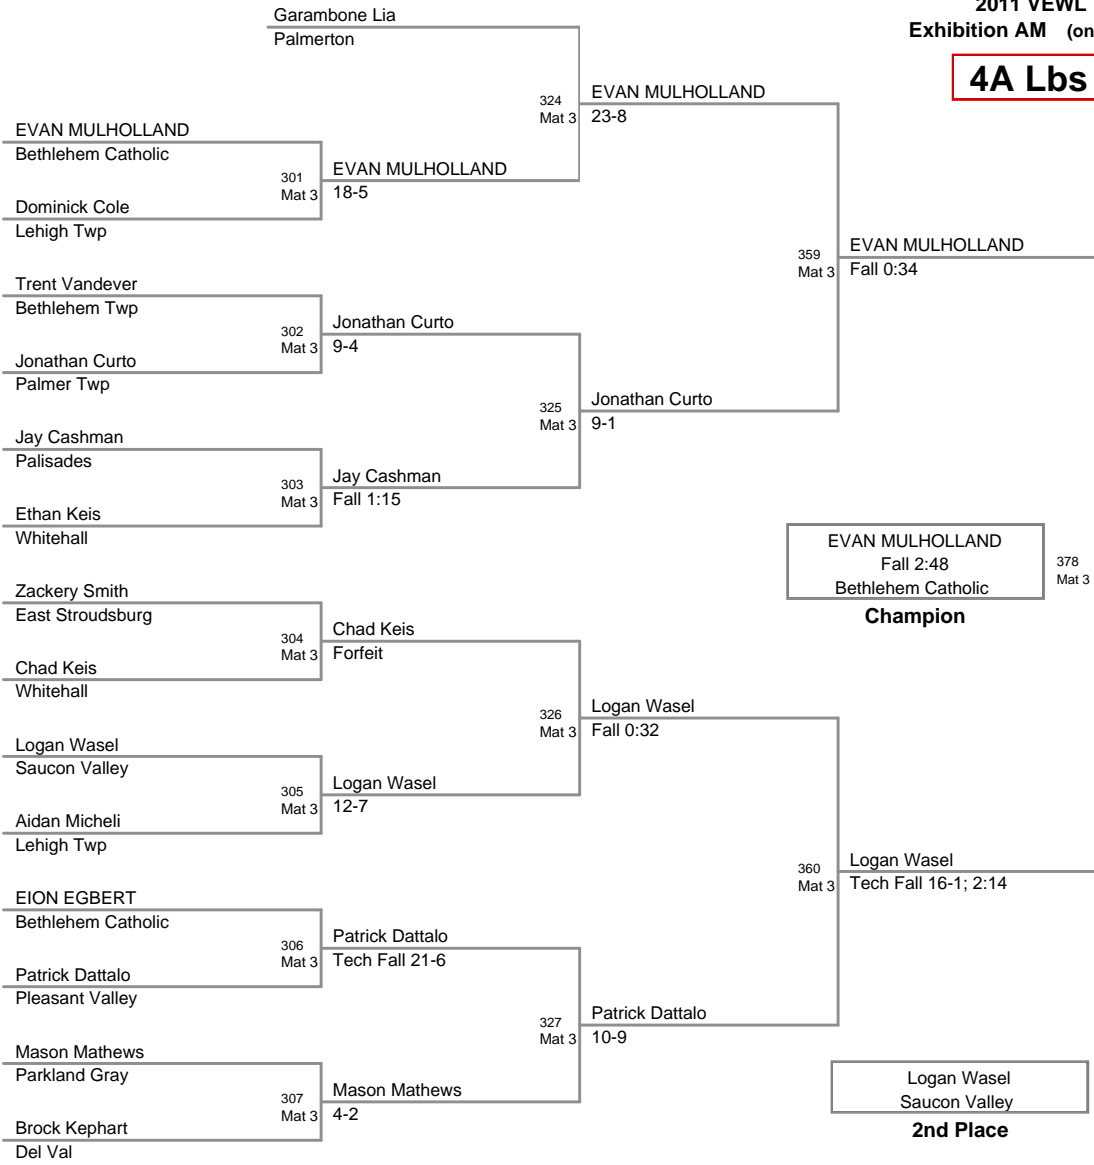 Garambone Lia
Palmerton
2011 VEWL
Exhibition AM (on
4A Lbs
324
Mat 3
EVAN MULHOLLAND
23-8
EVAN MULHOLLAND
Bethlehem Catholic
301
Mat 3
EVAN MULHOLLAND
18-5
Dominick Cole
Lehigh Twp
359
Mat 3
EVAN MULHOLLAND
Fall 0:34
Trent Vandever
Bethlehem Twp
302
Mat 3
Jonathan Curto
9-4
Jonathan Curto
Palmer Twp
325
Mat 3
Jonathan Curto
9-1
Jay Cashman
Palisades
303
Mat 3
Jay Cashman
Fall 1:15
Ethan Keis
Whitehall
EVAN MULHOLLAND
Fall 2:48
Bethlehem Catholic
378
Mat 3
Champion
Zackery Smith
East Stroudsburg
304
Mat 3
Chad Keis
Forfeit
Chad Keis
Whitehall
326
Mat 3
Logan Wasel
Fall 0:32
Logan Wasel
Saucon Valley
305
Mat 3
Logan Wasel
12-7
Aidan Micheli
Lehigh Twp
360
Mat 3
Logan Wasel
Tech Fall 16-1; 2:14
EION EGBERT
Bethlehem Catholic
306
Mat 3
Patrick Dattalo
Tech Fall 21-6
Patrick Dattalo
Pleasant Valley
327
Mat 3
Patrick Dattalo
10-9
Mason Mathews
Parkland Gray
307
Mat 3
Mason Mathews
4-2
Brock Kephart
Del Val
Logan Wasel
Saucon Valley
2nd Place